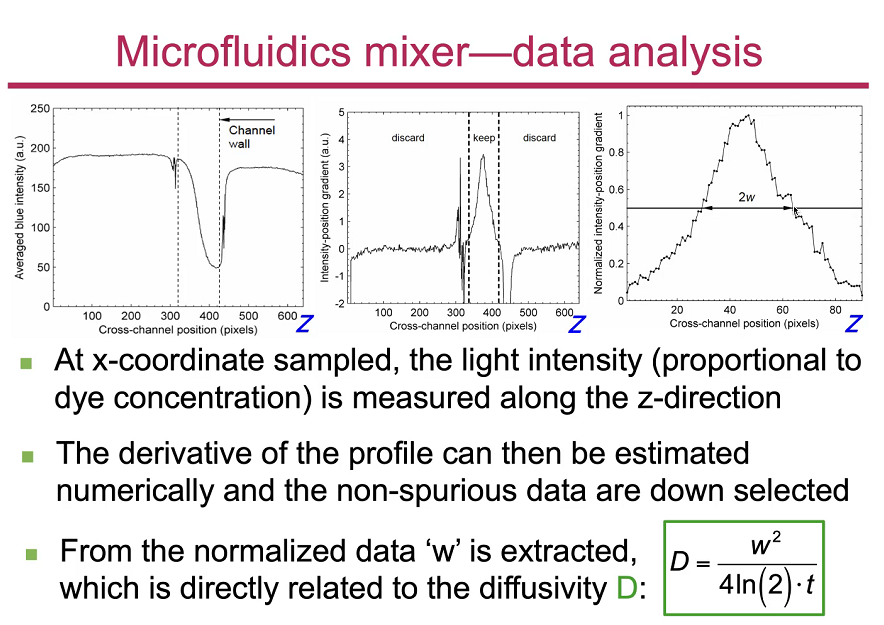 Microfluidics mixer—data analysis
Averaged blue intensity (a.u.)
250
200
150
100
50
0
Channel
wall
100 200 300 400 500 600
Cross-channel position (pixels)
z
Intensity-position gradient (a.u.)
5
4
3
2
1
0
-1
-2
discard keep discard
100 200 300 400 500 600
Cross-channel position (pixels)
z
Normalized intensity-position gradient
1
0.8
0.6
0.4
0.2
0
2w
20 40 60 80
Cross-channel position (pixels)
z
At x-coordinate sampled, the light intensity (proportional to
dye concentration) is measured along the z-direction
The derivative of the profile can then be estimated
numerically and the non-spurious data are down selected
From the normalized data ‘w’ is extracted,
which is directly related to the diffusivity D:
D = w² / 4ln(2)·t